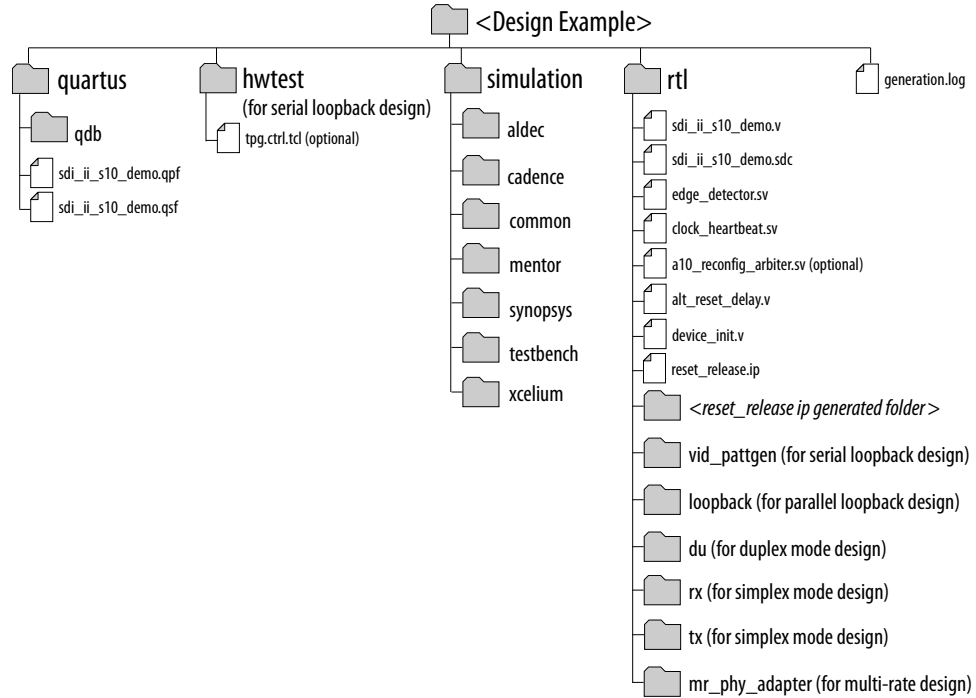 <Design Example>
quartus
qdb
sdi_ii_s10_demo.qpf
sdi_ii_s10_demo.qsf
hwtest
(for serial loopback design)
tpg.ctrl.tcl (optional)
simulation
aldec
cadence
common
mentor
synopsys
testbench
xcelium
rtl
sdi_ii_s10_demo.v
sdi_ii_s10_demo.sdc
edge_detector.sv
clock_heartbeat.sv
a10_reconfig_arbiter.sv (optional)
alt_reset_delay.v
device_init.v
reset_release.ip
<reset_release ip generated folder>
vid_pattgen (for serial loopback design)
loopback (for parallel loopback design)
du (for duplex mode design)
rx (for simplex mode design)
tx (for simplex mode design)
mr_phy_adapter (for multi-rate design)
generation.log